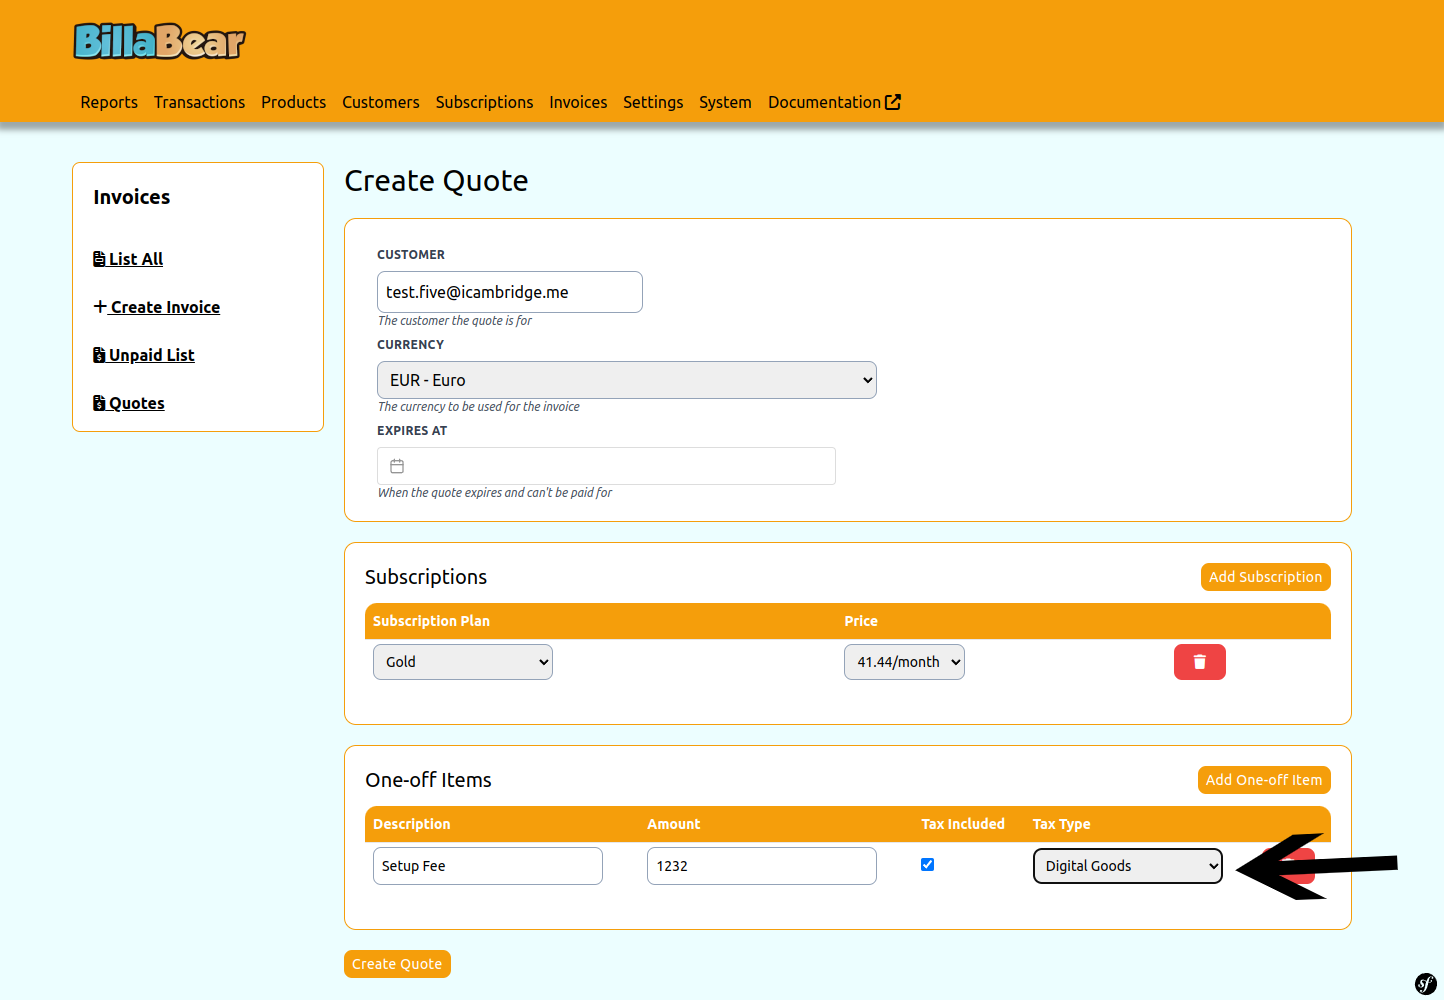 BillaBear
Reports Transactions Products Customers Subscriptions Invoices Settings System Documentation
Invoices
List All
Create Invoice
Unpaid List
Quotes
Create Quote
CUSTOMER
test.five@icambridge.me
The customer the quote is for
CURRENCY
EUR - Euro
The currency to be used for the invoice
EXPIRES AT
When the quote expires and can't be paid for
Subscriptions
Add Subscription
Subscription Plan Price
Gold 41.44/month
One-off Items
Add One-off Item
Description Amount Tax Included Tax Type
Setup Fee 1232 Digital Goods
Create Quote
sf